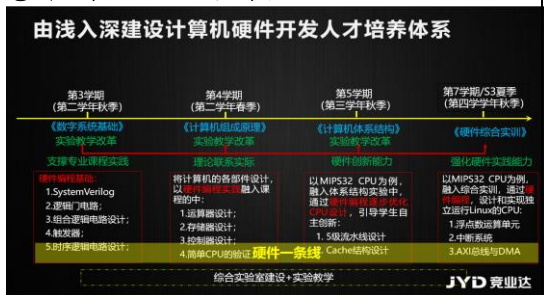 由浅入深建设计算机硬件开发人才培养体系
第3学期
(第二学年秋季)
《数字系统基础》
实验教学改革
支撑专业课程实践
硬件编程基础:
1.SystemVerilog
2.逻辑门电路;
3.组合逻辑电路设计;
4.触发器;
5.时序逻辑电路设计;
第4学期
(第二学年春季)
《计算机组成原理》
实验教学改革
理论联系实际
将计算机的各部件设计,
以硬件编程实践融入课
程的中:
1.运算器设计;
2.存储器设计;
3.控制器设计;
4.简单CPU的验证
第5学期
(第三学年秋季)
《计算机体系结构》
实验教学改革
硬件创新能力
以MIPS32 CPU为例,
融入体系结构实验中,
通过硬件编程逐步优化
CPU设计,引导学生自
主创新:
1. 5级流水线设计
2. Cache结构设计
第7学期/S3夏季
(第四学学年秋季)
《硬件综合实训》
强化硬件实践能力
以MIPS32 CPU为例,
融入综合实训,通过硬
件编程,设计和实现独
立运行Linux的CPU:
1.浮点数运算单元
2.中断系统
3.AXI总线与DMA
硬件一条线
综合实验室建设+实验教学
JYD 竞业达